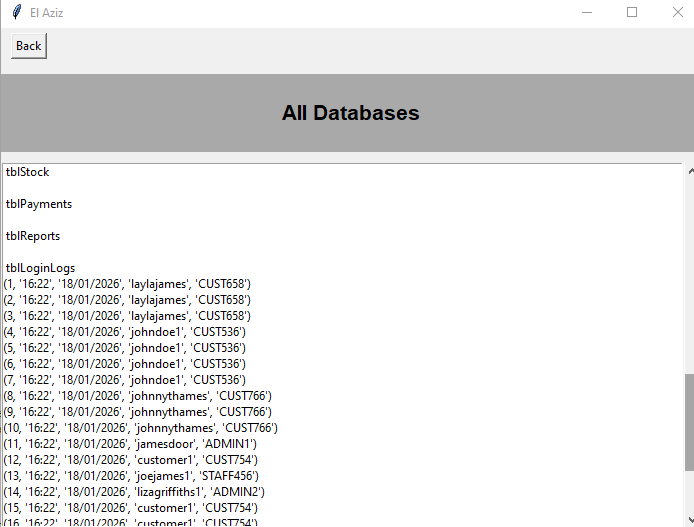 El Aziz
Back
All Databases
tblStock
tblPayments
tblReports
tblLoginLogs
(1, '16:22', '18/01/2026', 'laylajames', 'CUST658')
(2, '16:22', '18/01/2026', 'laylajames', 'CUST658')
(3, '16:22', '18/01/2026', 'laylajames', 'CUST658')
(4, '16:22', '18/01/2026', 'johndoe1', 'CUST536')
(5, '16:22', '18/01/2026', 'johndoe1', 'CUST536')
(6, '16:22', '18/01/2026', 'johndoe1', 'CUST536')
(7, '16:22', '18/01/2026', 'johndoe1', 'CUST536')
(8, '16:22', '18/01/2026', 'johnnythames', 'CUST766')
(9, '16:22', '18/01/2026', 'johnnythames', 'CUST766')
(10, '16:22', '18/01/2026', 'johnnythames', 'CUST766')
(11, '16:22', '18/01/2026', 'jamesdoor', 'ADMIN1')
(12, '16:22', '18/01/2026', 'customer1', 'CUST754')
(13, '16:22', '18/01/2026', 'joejames1', 'STAFF456')
(14, '16:22', '18/01/2026', 'lizagriffiths1', 'ADMIN2')
(15, '16:22', '18/01/2026', 'customer1', 'CUST754')
(16, '16:22', '18/01/2026', 'customer1', 'CUST754')